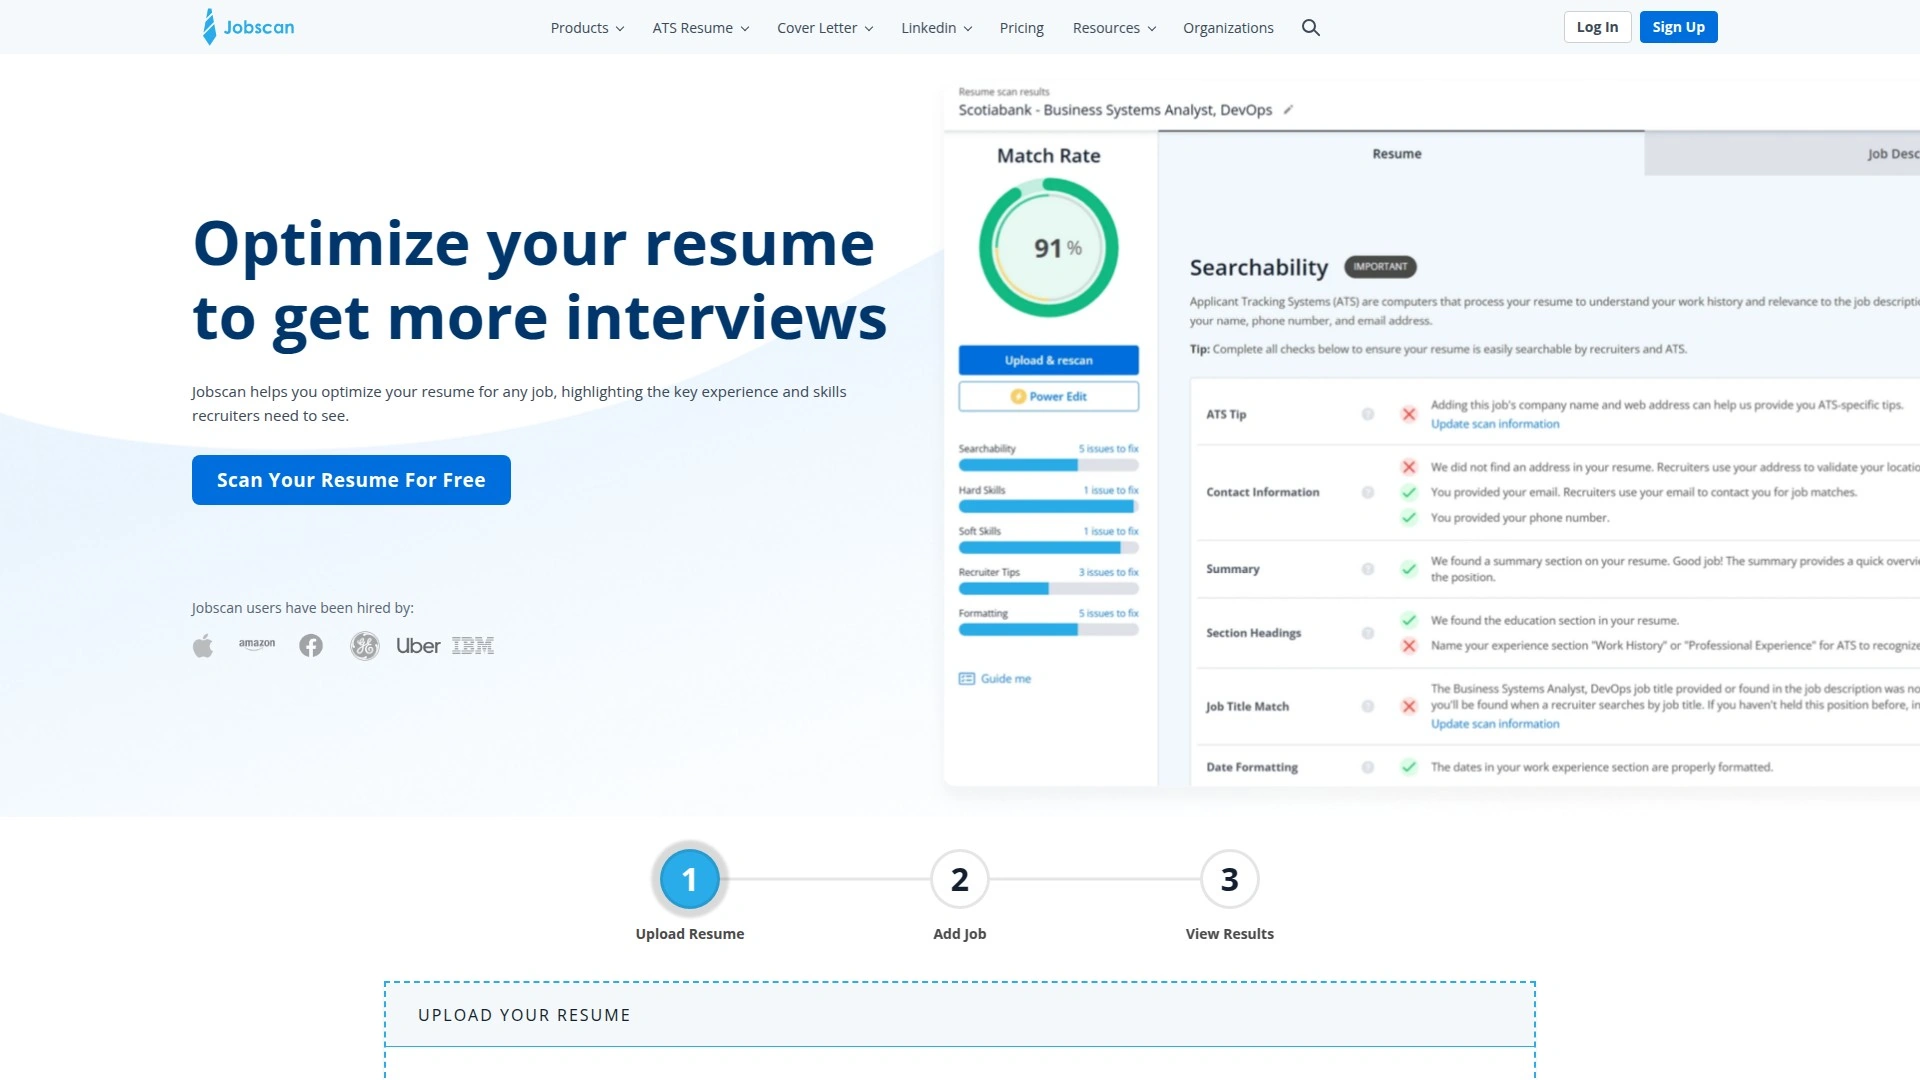 Jobscan
Products
ATS Resume
Cover Letter
Linkedin
Pricing
Resources
Organizations
Log In
Sign Up
Optimize your resume
to get more interviews
Jobscan helps you optimize your resume for any job, highlighting the key experience and skills
recruiters need to see.
Scan Your Resume For Free
Jobscan users have been hired by:
amazon
GE
Uber
IBM
Resume scan results
Scotiabank - Business Systems Analyst, DevOps
Match Rate
91 %
Upload & rescan
Power Edit
Searchability 5 issues to fix
Hard Skills 1 issue to fix
Soft Skills 1 issue to fix
Recruiter Tips 3 issues to fix
Formatting 5 issues to fix
Guide me
Resume
Job Desc
Searchability IMPORTANT
Applicant Tracking Systems (ATS) are computers that process your resume to understand your work history and relevance to the job descripti
your name, phone number, and email address.
Tip: Complete all checks below to ensure your resume is easily searchable by recruiters and ATS.
ATS Tip
?
Adding this job's company name and web address can help us provide you ATS-specific tips.
Update scan information
Contact Information
?
We did not find an address in your resume. Recruiters use your address to validate your locatio
You provided your email. Recruiters use your email to contact you for job matches.
You provided your phone number.
Summary
?
We found a summary section on your resume. Good job! The summary provides a quick overvi
the position.
Section Headings
?
We found the education section in your resume.
Name your experience section "Work History" or "Professional Experience" for ATS to recognize
Job Title Match
?
The Business Systems Analyst, DevOps job title provided or found in the job description was no
you'll be found when a recruiter searches by job title. If you haven't held this position before, in
Update scan information
Date Formatting
?
The dates in your work experience section are properly formatted.
1
2
3
Upload Resume
Add Job
View Results
UPLOAD YOUR RESUME